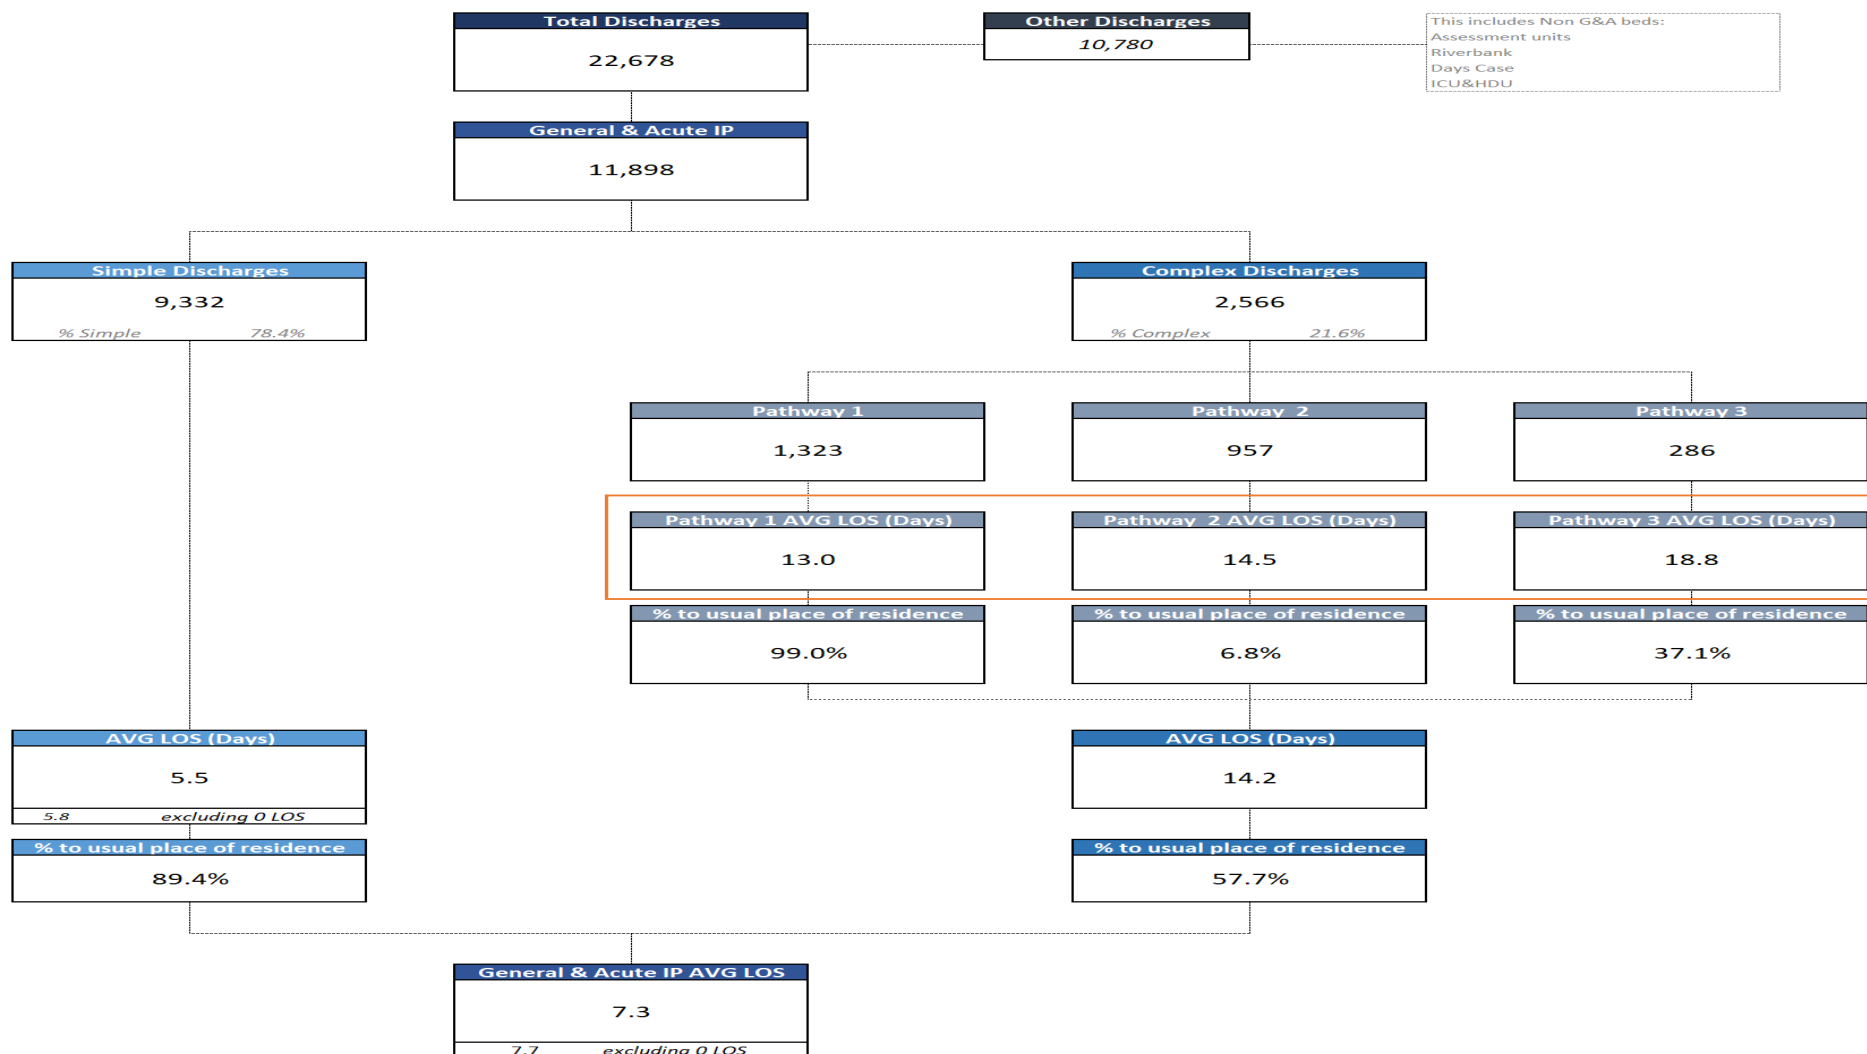 Total Discharges
22,678
Other Discharges
10,780
This includes Non G&A beds:
Assessment units
Riverbank
Days Case
ICU&HDU
General & Acute IP
11,898
Simple Discharges
9,332
% Simple 78.4%
Complex Discharges
2,566
% Complex 21.6%
Pathway 1
1,323
Pathway 2
957
Pathway 3
286
Pathway 1 AVG LOS (Days)
13.0
Pathway 2 AVG LOS (Days)
14.5
Pathway 3 AVG LOS (Days)
18.8
% to usual place of residence
99.0%
% to usual place of residence
6.8%
% to usual place of residence
37.1%
AVG LOS (Days)
5.5
5.8 excluding 0 LOS
AVG LOS (Days)
14.2
% to usual place of residence
89.4%
% to usual place of residence
57.7%
General & Acute IP AVG LOS
7.3
7.7 excluding 0 LOS